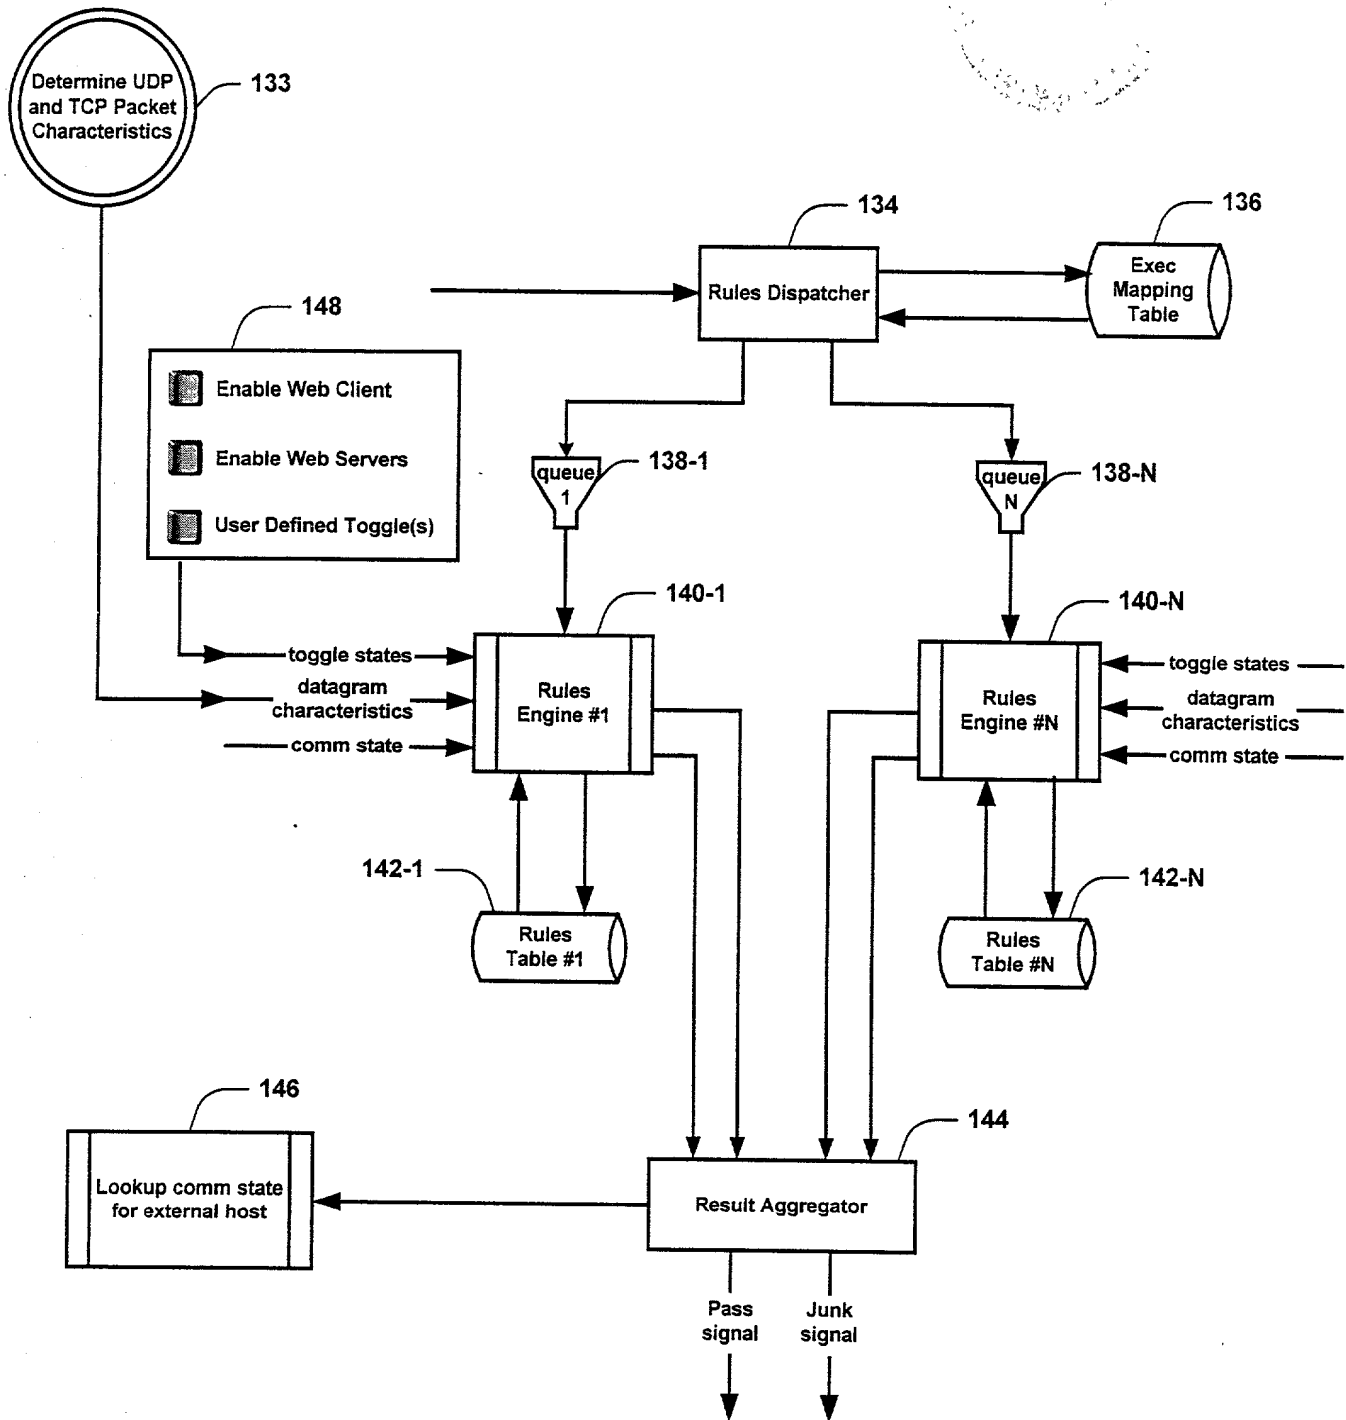 Determine UDP
and TCP Packet
Characteristics
133
134
136
Rules Dispatcher
Exec
Mapping
Table
148
Enable Web Client
Enable Web Servers
User Defined Toggle(s)
queue
1
138-1
queue
N
138-N
140-1
140-N
toggle states
datagram
characteristics
comm state
Rules
Engine #1
Rules
Engine #N
toggle states
datagram
characteristics
comm state
142-1
142-N
Rules
Table #1
Rules
Table #N
146
144
Lookup comm state
for external host
Result Aggregator
Pass
signal
Junk
signal